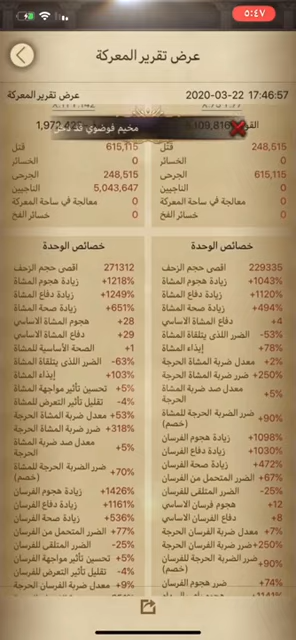 ٥:٤٧
عرض تقرير المعركة
عرض تقرير المعركة 2020-03-22 17:46:57
مخيم فوضوي قد
قتل 615,115
الخسائر 0
الجرحى 248,515
الناجيين 5,043,647
معالجة في ساحة المعركة 0
خسائر الفخ 0
قتل 248,515
الخسائر 0
الجرحى 615,115
الناجيين
معالجة في ساحة المعركة 0
خسائر الفخ 0
خصائص الوحدة
اقصى حجم الزحف 271312
زيادة هجوم المشاة +1218%
زيادة دفاع المشاة +1249%
زيادة صحة المشاة +651%
هجوم المشاة الاساسي +28
دفاع المشاة الاساسي +29
الصحة الأساسية للمشاة +1
الضرر اللذي يتلقاة المشاة -63%
إيذاء المشاة +103%
تحسين تأثير مواجهة المشاة +5%
تقليل تأثير التعرض للمشاة -4%
معدل ضربة المشاة الحرجة +53%
ضرر ضربة المشاة الحرجة +318%
معدل صد ضربة المشاة الحرجة +5%
ضرر الضربة الحرجة للمشاة (خصم) +70%
زيادة هجوم الفرسان +1426%
زيادة دفاع الفرسان +1161%
زيادة صحة الفرسان +536%
الضرر المتحمل من الفرسان +77%
الضرر المتلقى للفرسان -25%
تحسين تأثير مواجهة الفرسان +5%
تقليل تأثير التعرض للفرسان -4%
معدل ضربة الفرسان الحرجة +9%
خصائص الوحدة
اقصى حجم الزحف 229335
زيادة هجوم المشاة +1043%
زيادة دفاع المشاة +1120%
زيادة صحة المشاة +494%
دفاع المشاة الاساسي +4
الضرر اللذي يتلقاة المشاة -53%
إيذاء المشاة +78%
معدل ضربة المشاة الحرجة +2%
ضرر ضربة المشاة الحرجة +250%
معدل صد ضربة المشاة الحرجة +5%
ضرر الضربة الحرجة للمشاة (خصم) +90%
زيادة هجوم الفرسان +1098%
زيادة دفاع الفرسان +1030%
زيادة صحة الفرسان +472%
الضرر المتحمل من الفرسان +67%
الضرر المتلقى للفرسان -25%
هجوم فرسان الاساسي +12
دفاع الفرسان الاساسي +8
معدل ضربة الفرسان الحرجة +7%
ضرر ضربة الفرسان الحرجة +250%
ضرر الضربة الحرجة للفرسان (خصم) +90%
ضرر هجوم الفرسان +74%